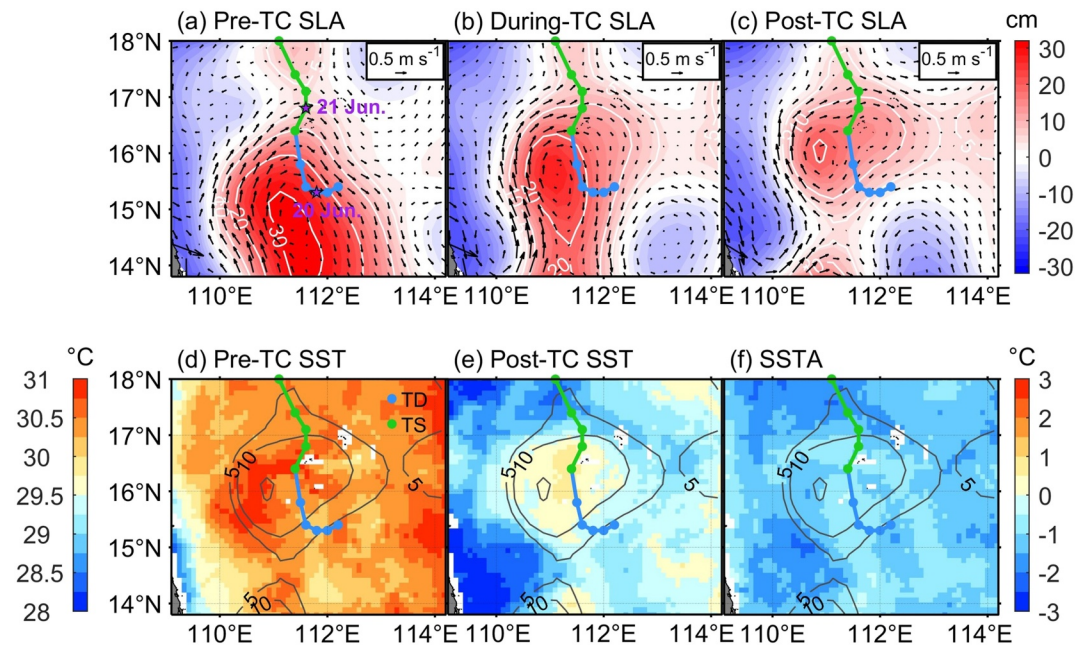 (a) Pre-TC SLA
(b) During-TC SLA
(c) Post-TC SLA
cm
18°N
17°N
16°N
15°N
14°N
0.5 m s⁻¹
0.5 m s⁻¹
0.5 m s⁻¹
21 Jun.
20 Jun.
20
30
20
20
5
5
30
20
10
0
-10
-20
-30
110°E
112°E
114°E
110°E
112°E
114°E
110°E
112°E
114°E
°C
(d) Pre-TC SST
(e) Post-TC SST
(f) SSTA
°C
31
30.5
30
29.5
29
28.5
28
18°N
17°N
16°N
15°N
14°N
TD
TS
5
10
5
5
10
5
10
5
5
10
5
10
5
5
10
3
2
1
0
-1
-2
-3
110°E
112°E
114°E
110°E
112°E
114°E
110°E
112°E
114°E